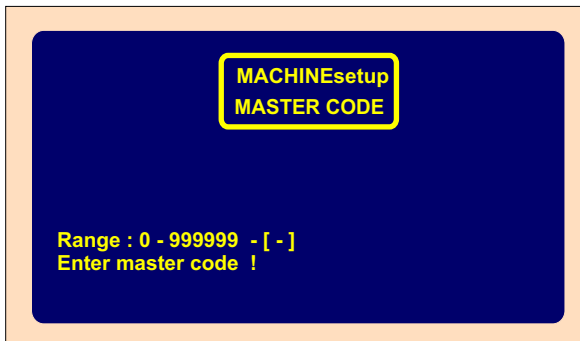 MACHINEsetup
MASTER CODE
Range : 0 - 999999 - [ - ]
Enter master code !